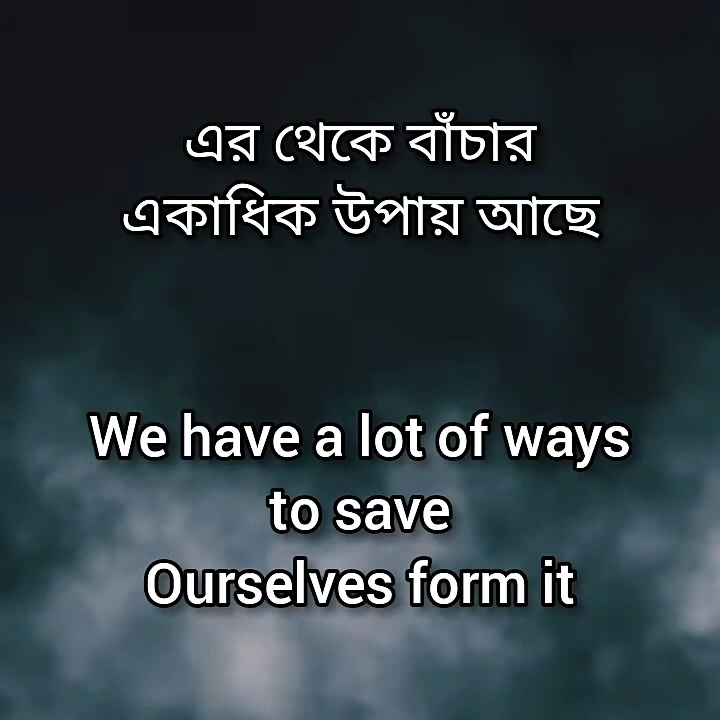 এর থেকে বাঁচার
একাধিক উপায় আছে
We have a lot of ways
to save
Ourselves form it